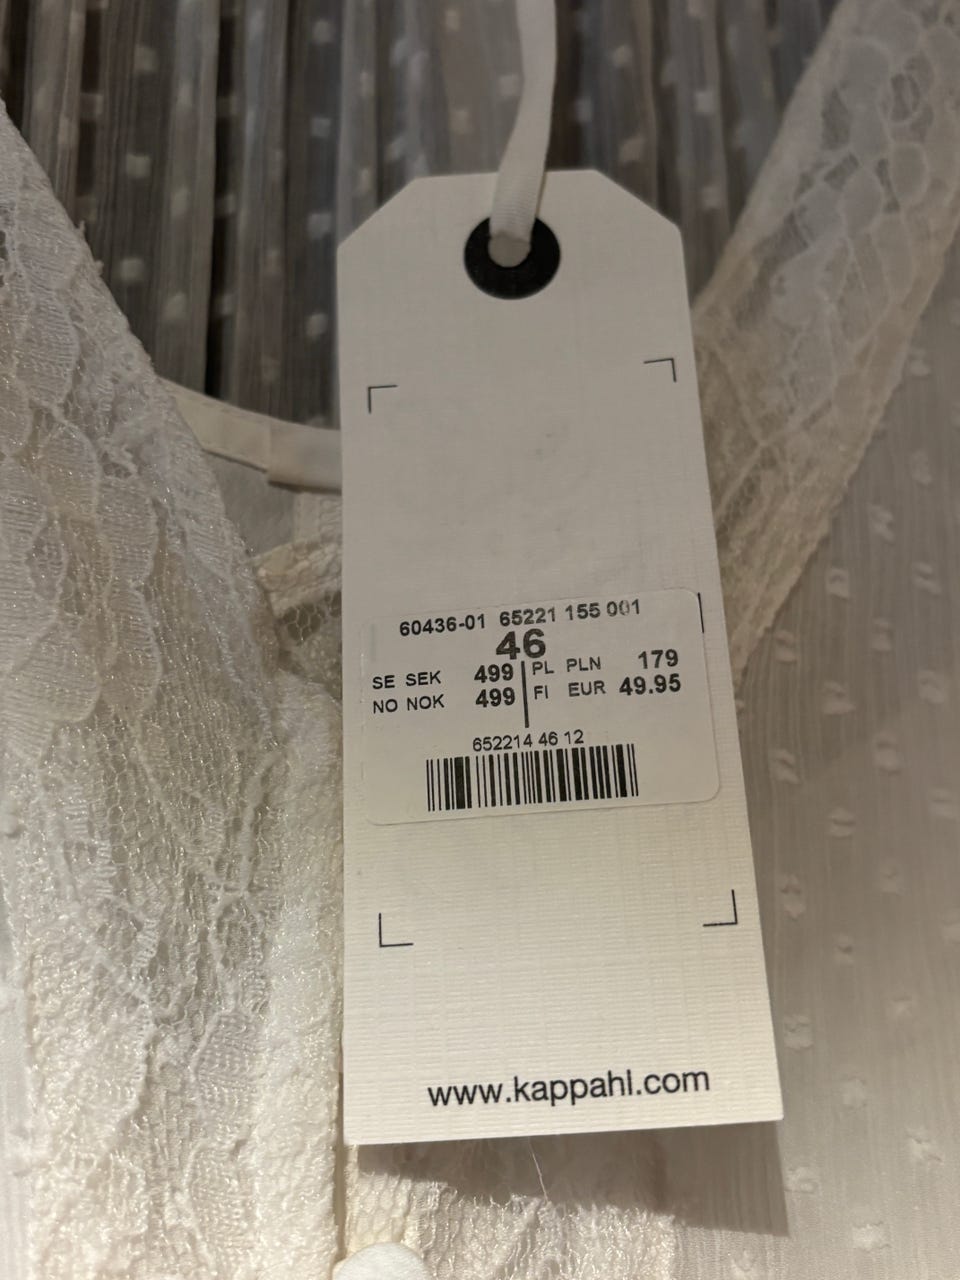 60436-01 65221 155 001
46
SE SEK 499 PL PLN 179
NO NOK 499 FI EUR 49.95
652214 46 12
www.kappahl.com